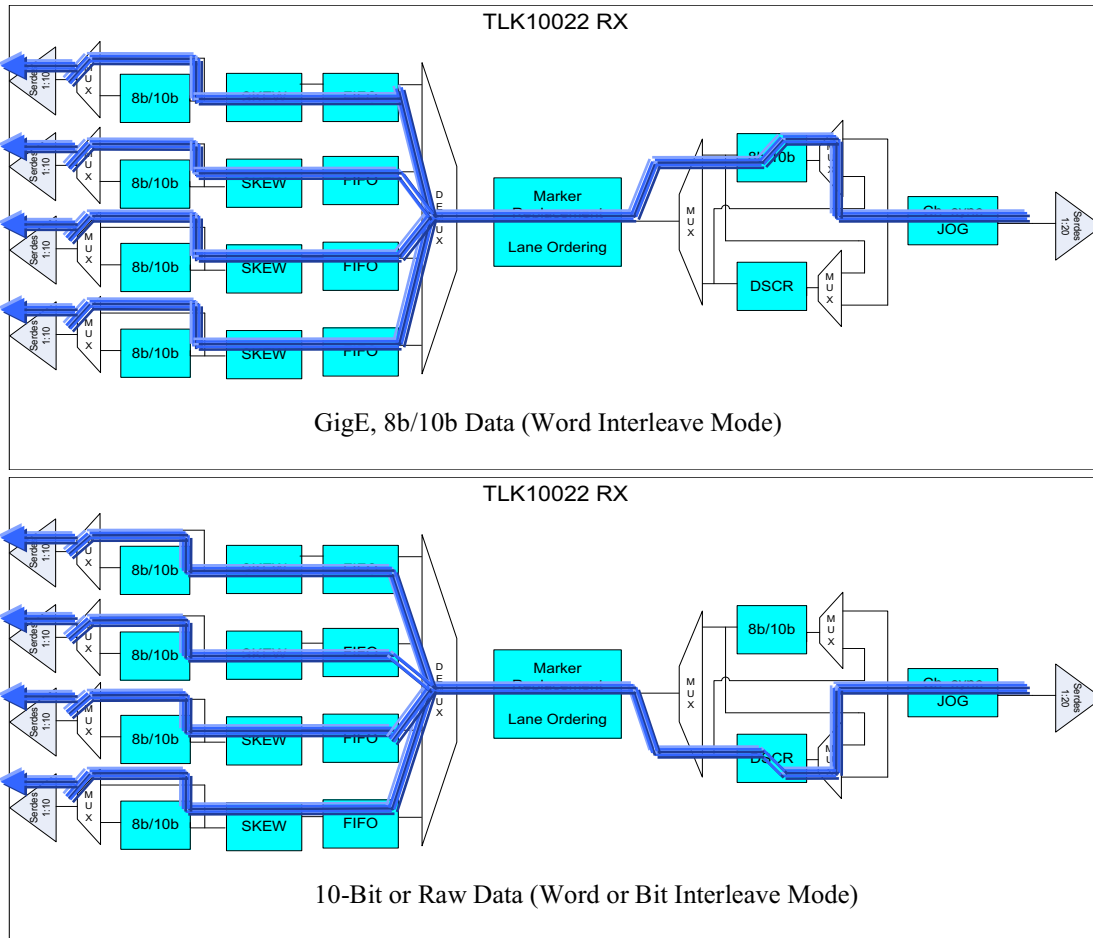 TLK10022 RX
Serdes 1:10
MUX
8b/10b
FIFO
DEMUX
Marker
Lane Ordering
MUX
8b/10b
MUX
JOG
Serdes 1:20
Serdes 1:10
MUX
8b/10b
SKEW
FIFO
Serdes 1:10
MUX
8b/10b
SKEW
FIFO
DSCR
MUX
Serdes 1:10
MUX
8b/10b
SKEW
FIFO
GigE, 8b/10b Data (Word Interleave Mode)
TLK10022 RX
Serdes 1:10
MUX
8b/10b
8b/10b
MUX
Serdes 1:10
MUX
8b/10b
Marker
Lane Ordering
MUX
JOG
Serdes 1:20
Serdes 1:10
MUX
8b/10b
SKEW
FIFO
DSCR
MUX
Serdes 1:10
MUX
8b/10b
SKEW
FIFO
10-Bit or Raw Data (Word or Bit Interleave Mode)